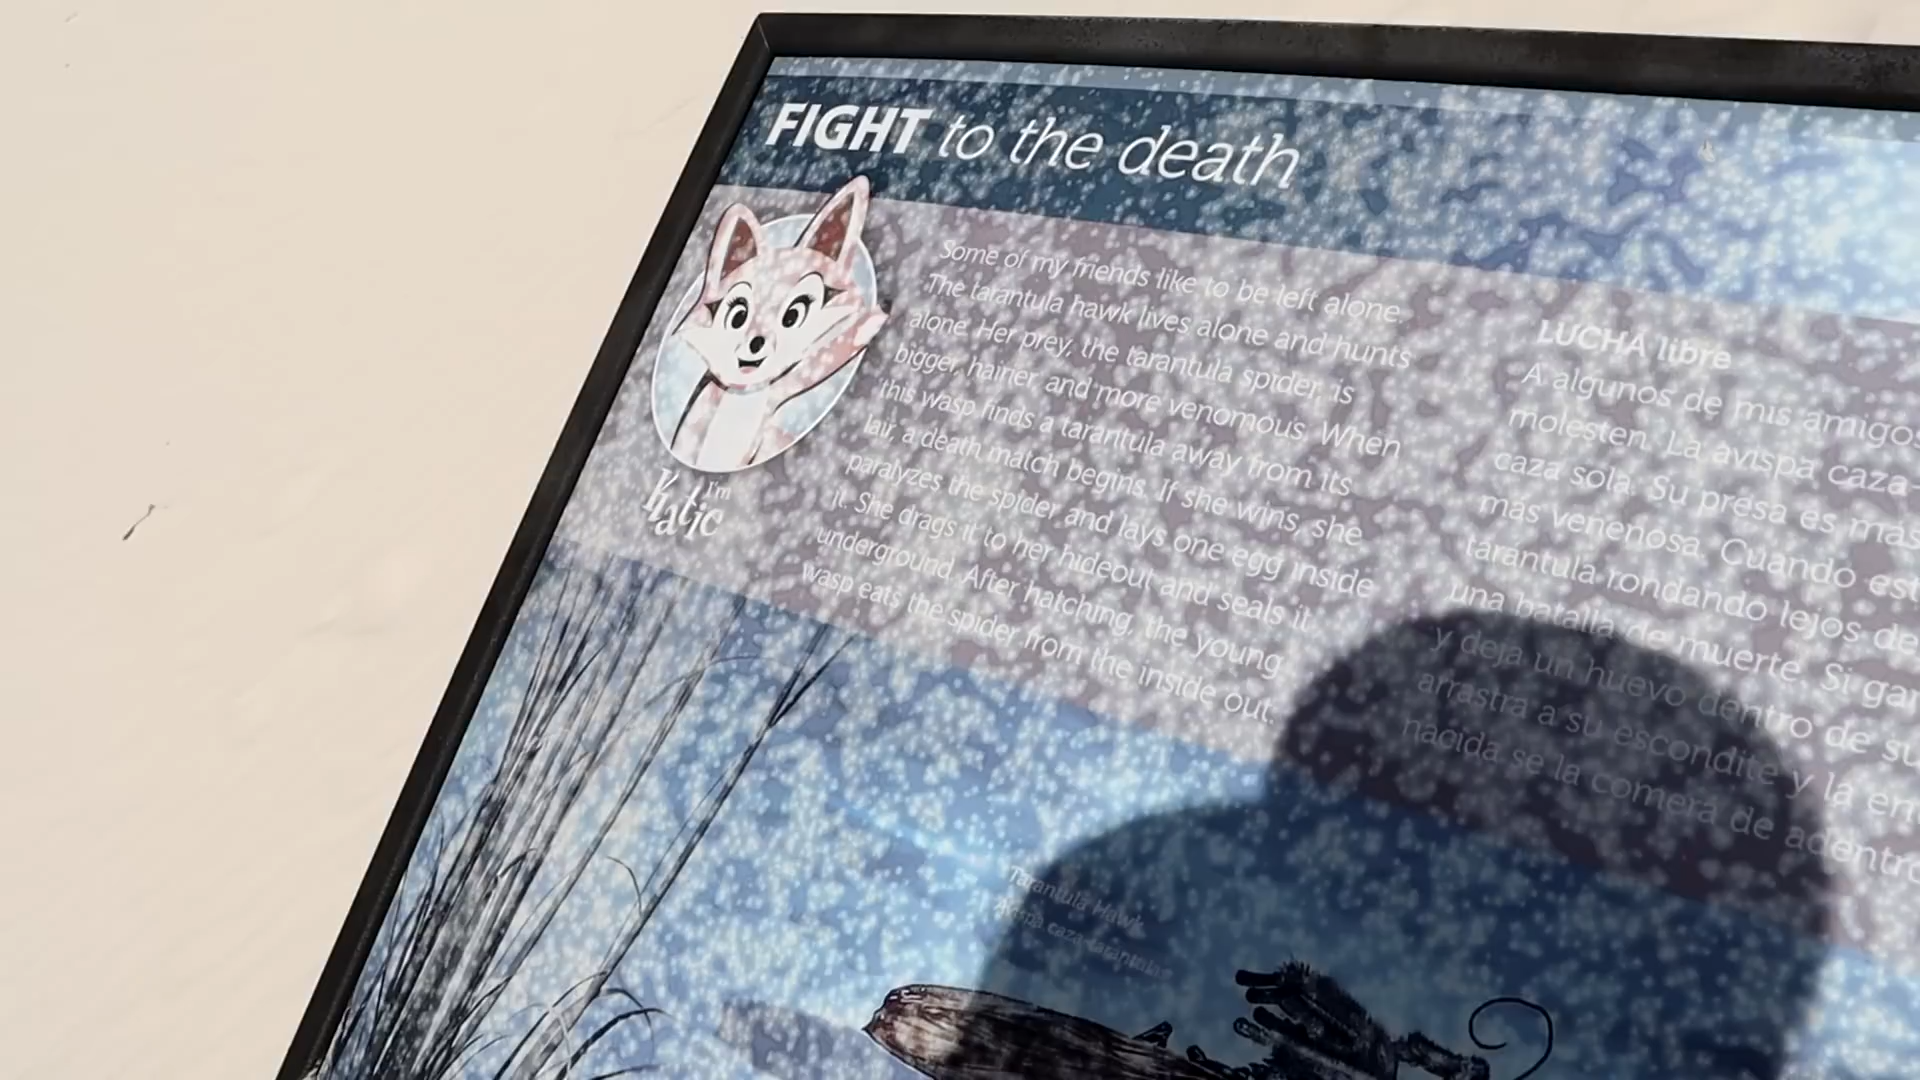 FIGHT to the death
I'm
Katie
Some of my friends like to be left alone.
The tarantula hawk lives alone and hunts
alone. Her prey, the tarantula spider, is
bigger, hairier, and more venomous. When
this wasp finds a tarantula away from its
lair, a death match begins. If she wins, she
paralyzes the spider and lays one egg inside
it. She drags it to her hideout and seals it
underground. After hatching, the young
wasp eats the spider from the inside out.
LUCHA libre
A algunos de mis amigos
molesten. La avispa caza-
caza sola. Su presa es más
más venenosa. Cuando est
tarantula rondando lejos de
una batalla de muerte. Si gan
y deja un huevo dentro de su
arrastra a su escondite y la en
nacida se la comerá de adentro
Tarantula Hawk
Avispa caza-tarántula